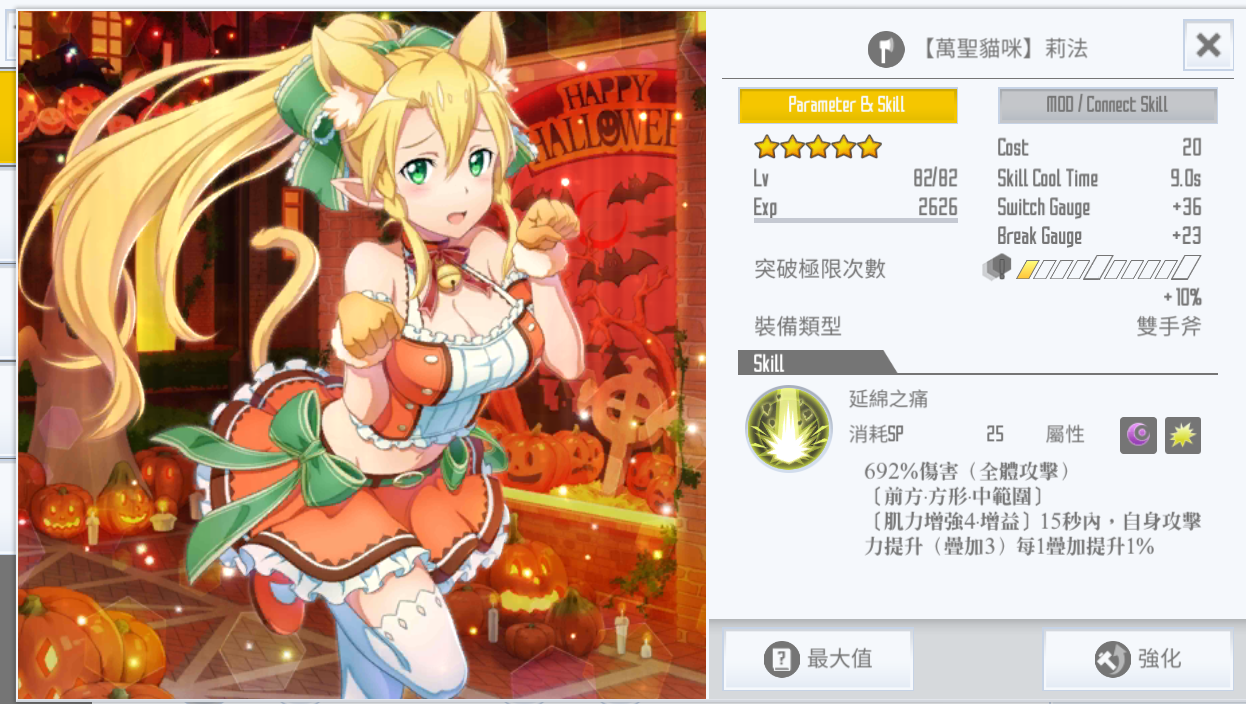 HAPPY
HALLOWEE
【萬聖貓咪】莉法
Parameter & Skill
MOD / Connect Skill
Lv 82/82
Exp 2626
Cost 20
Skill Cool Time 9.0s
Switch Gauge +36
Break Gauge +23
突破極限次數
+10%
裝備類型 雙手斧
Skill
延綿之痛
消耗SP 25 屬性
692%傷害（全體攻擊）
〔前方·方形·中範圍〕
〔肌力增強4·增益〕15秒內，自身攻擊
力提升（疊加3）每1疊加提升1%
最大值
強化